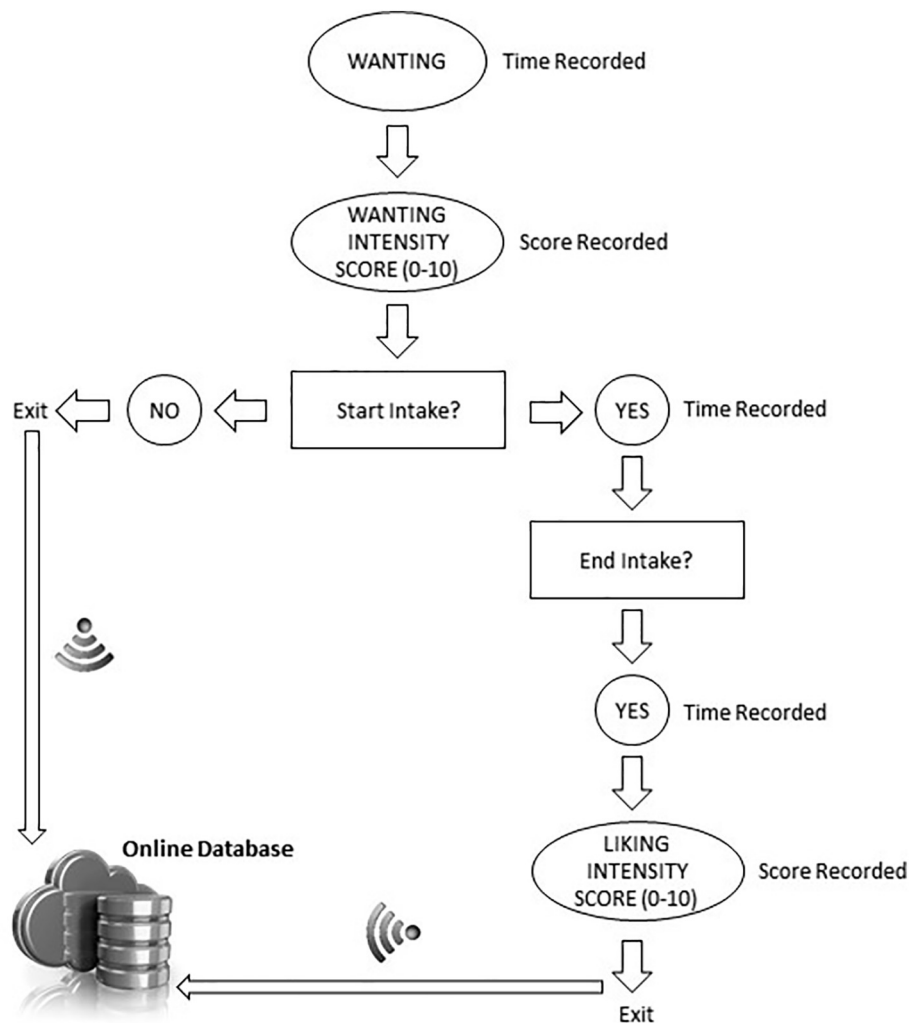 WANTING
Time Recorded
WANTING
INTENSITY
SCORE (0-10)
Score Recorded
Exit
NO
Start Intake?
YES
Time Recorded
End Intake?
YES
Time Recorded
Online Database
LIKING
INTENSITY
SCORE (0-10)
Score Recorded
Exit